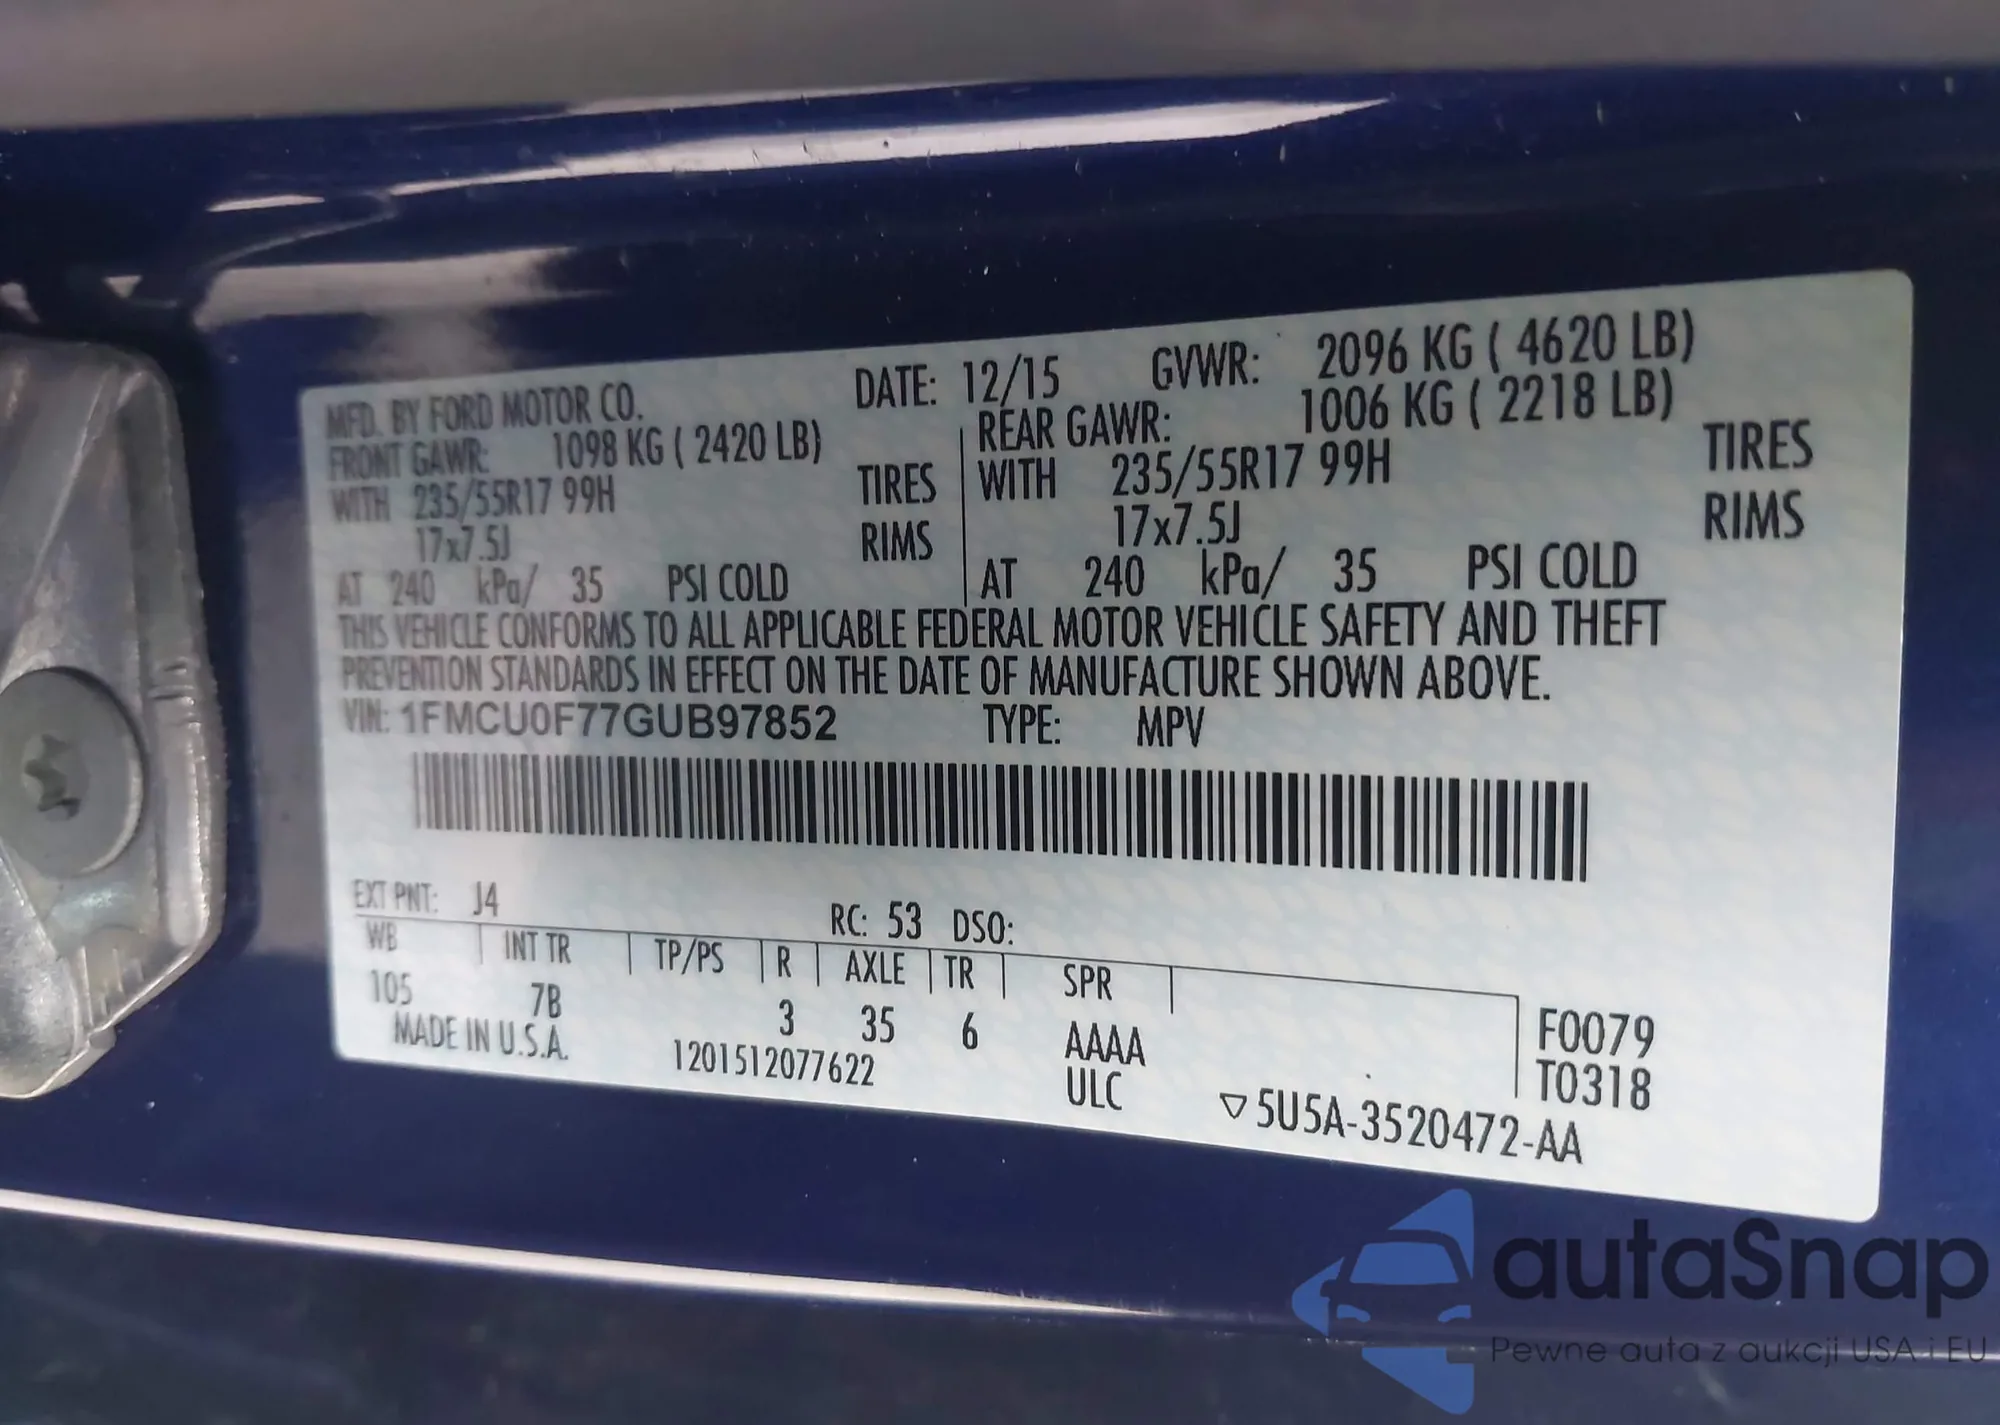 MFD. BY FORD MOTOR CO. DATE: 12/15 GVWR: 2096 KG ( 4620 LB)
FRONT GAWR: 1098 KG ( 2420 LB) REAR GAWR: 1006 KG ( 2218 LB)
WITH 235/55R17 99H TIRES WITH 235/55R17 99H TIRES
17x7.5J RIMS 17x7.5J RIMS
AT 240 kPa/ 35 PSI COLD AT 240 kPa/ 35 PSI COLD
THIS VEHICLE CONFORMS TO ALL APPLICABLE FEDERAL MOTOR VEHICLE SAFETY AND THEFT
PREVENTION STANDARDS IN EFFECT ON THE DATE OF MANUFACTURE SHOWN ABOVE.
VIN: 1FMCU0F77GUB97852 TYPE: MPV
EXT PNT: J4 RC: 53 DSO:
WB INT TR TP/PS R AXLE TR SPR
105 7B 3 35 6 AAAA F0079
MADE IN U.S.A. 1201512077622 ULC T0318
▽5U5A-3520472-AA
autaSnap
Pewne auta z aukcji USA i EU